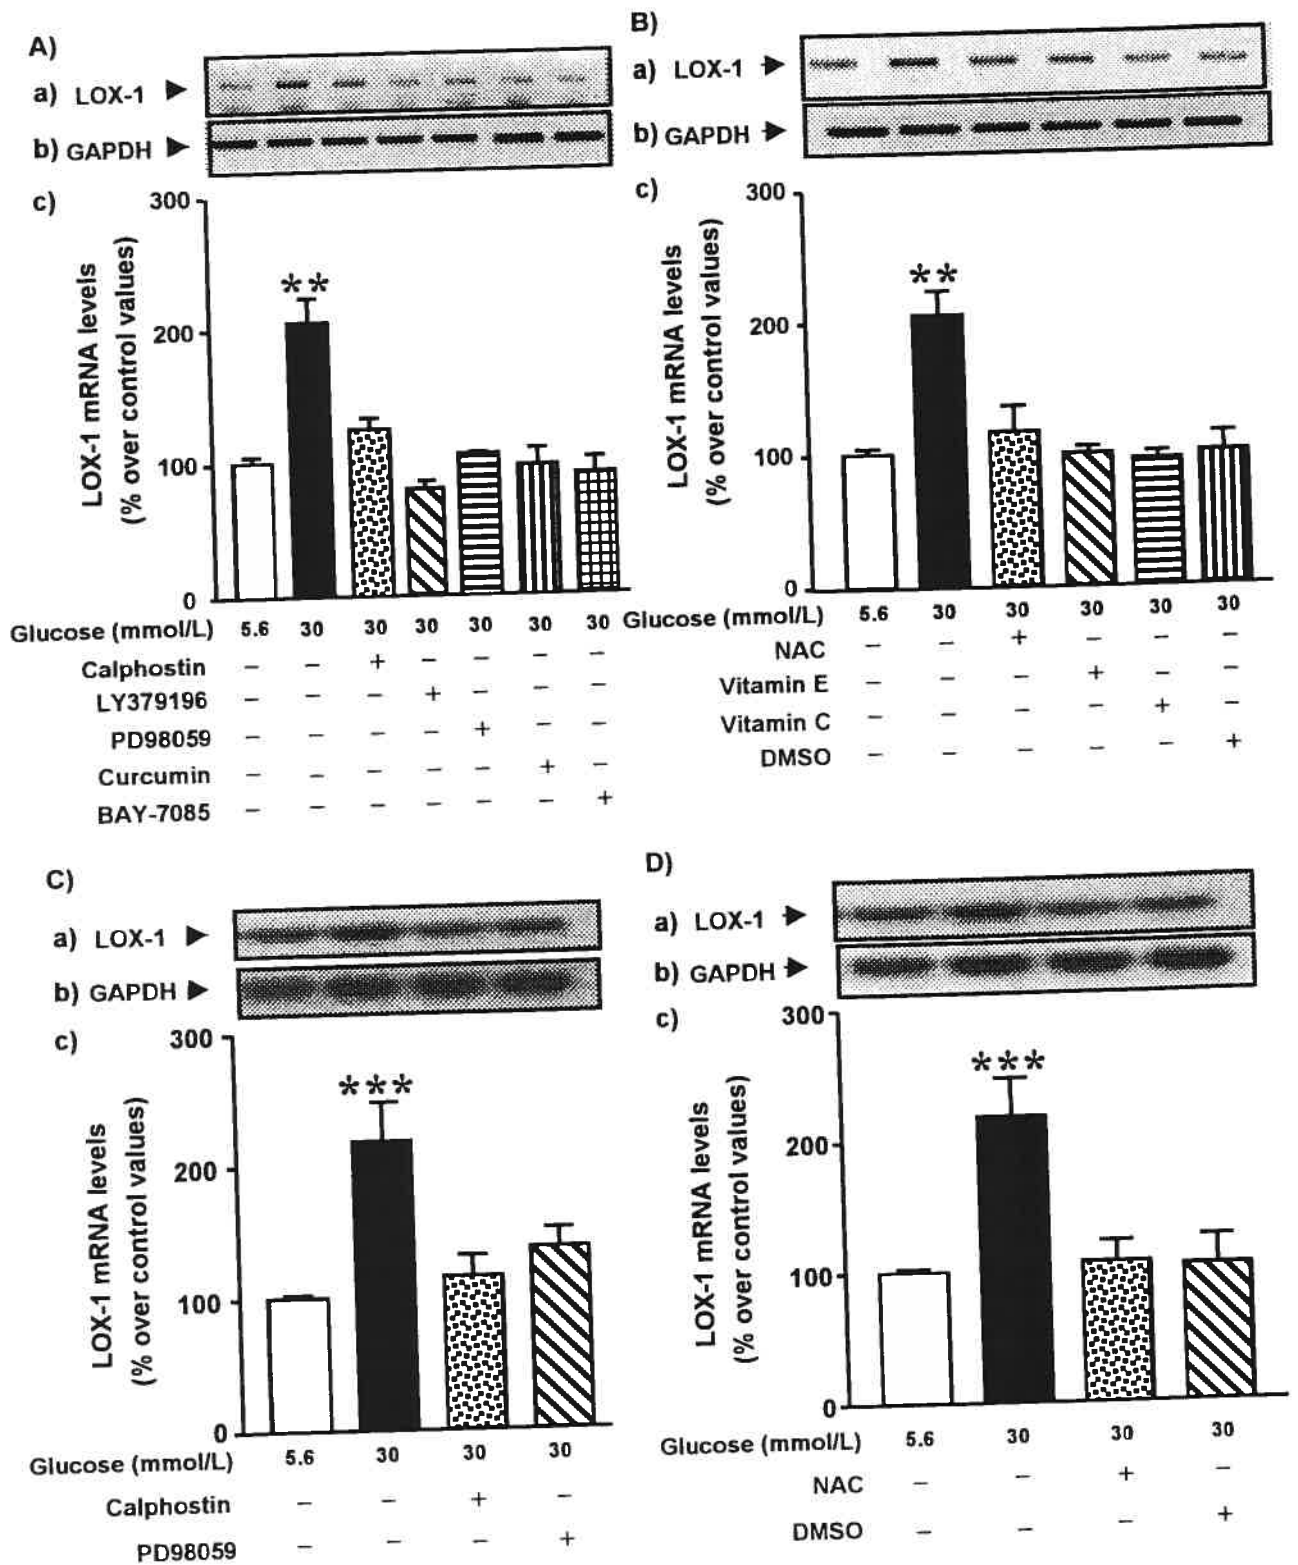 A)
a) LOX-1
b) GAPDH
c)
LOX-1 mRNA levels
(% over control values)
300
200
100
0
**
Glucose (mmol/L) 5.6 30 30 30 30 30 30
Calphostin − − + − − − −
LY379196 − − − + − − −
PD98059 − − − − + − −
Curcumin − − − − − + −
BAY-7085 − − − − − − +
B)
a) LOX-1
b) GAPDH
c)
LOX-1 mRNA levels
(% over control values)
300
200
100
0
**
Glucose (mmol/L) 5.6 30 30 30 30 30
NAC − − + − − −
Vitamin E − − − + − −
Vitamin C − − − − + −
DMSO − − − − − +
C)
a) LOX-1
b) GAPDH
c)
LOX-1 mRNA levels
(% over control values)
300
200
100
0
***
Glucose (mmol/L) 5.6 30 30 30
Calphostin − − + −
PD98059 − − − +
D)
a) LOX-1
b) GAPDH
c)
LOX-1 mRNA levels
(% over control values)
300
200
100
0
***
Glucose (mmol/L) 5.6 30 30 30
NAC − − + −
DMSO − − − +